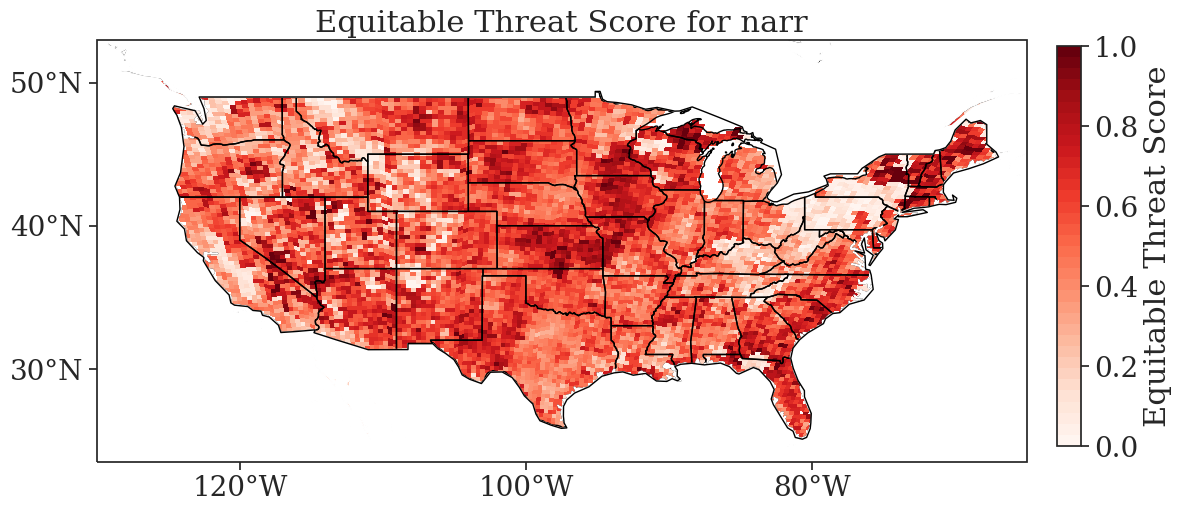 Equitable Threat Score for narr
50°N
40°N
30°N
120°W
100°W
80°W
1.0
0.8
0.6
0.4
0.2
0.0
Equitable Threat Score